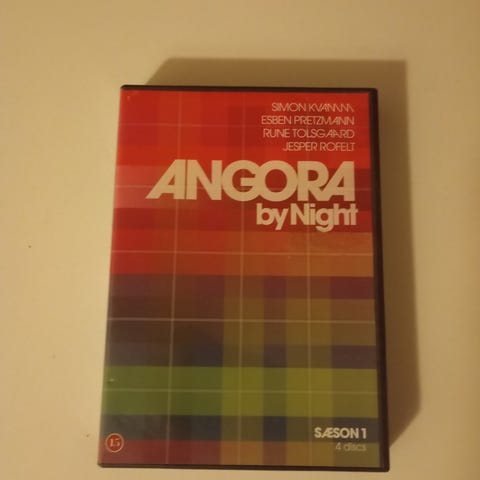 SIMON KVAMM
ESBEN PRETZMANN
RUNE TOLSGAARD
JESPER ROFELT
ANGORA
by Night
SÆSON 1
4 discs
15